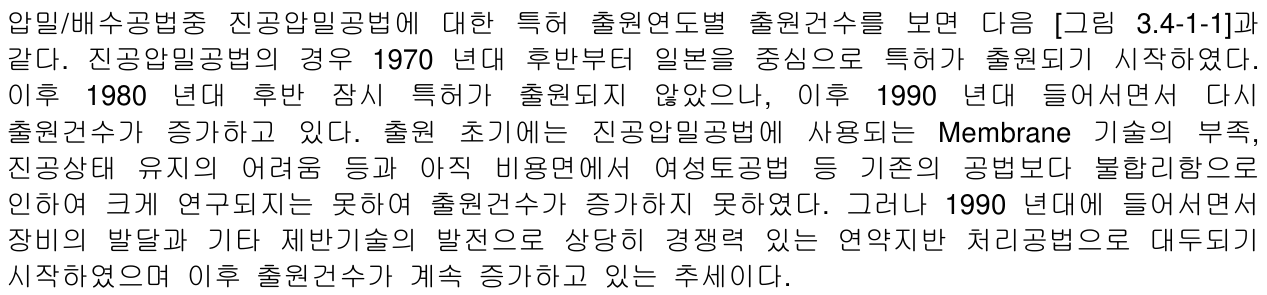 압밀/배수공법중 진공압밀공법에 대한 특허 출원연도별 출원건수를 보면 다음 [그림 3.4-1-1]과
같다. 진공압밀공법의 경우 1970 년대 후반부터 일본을 중심으로 특허가 출원되기 시작하였다.
이후 1980 년대 후반 잠시 특허가 출원되지 않았으나, 이후 1990 년대 들어서면서 다시
출원건수가 증가하고 있다. 출원 초기에는 진공압밀공법에 사용되는 Membrane 기술의 부족,
진공상태 유지의 어려움 등과 아직 비용면에서 여성토공법 등 기존의 공법보다 불합리함으로
인하여 크게 연구되지는 못하여 출원건수가 증가하지 못하였다. 그러나 1990 년대에 들어서면서
장비의 발달과 기타 제반기술의 발전으로 상당히 경쟁력 있는 연약지반 처리공법으로 대두되기
시작하였으며 이후 출원건수가 계속 증가하고 있는 추세이다.